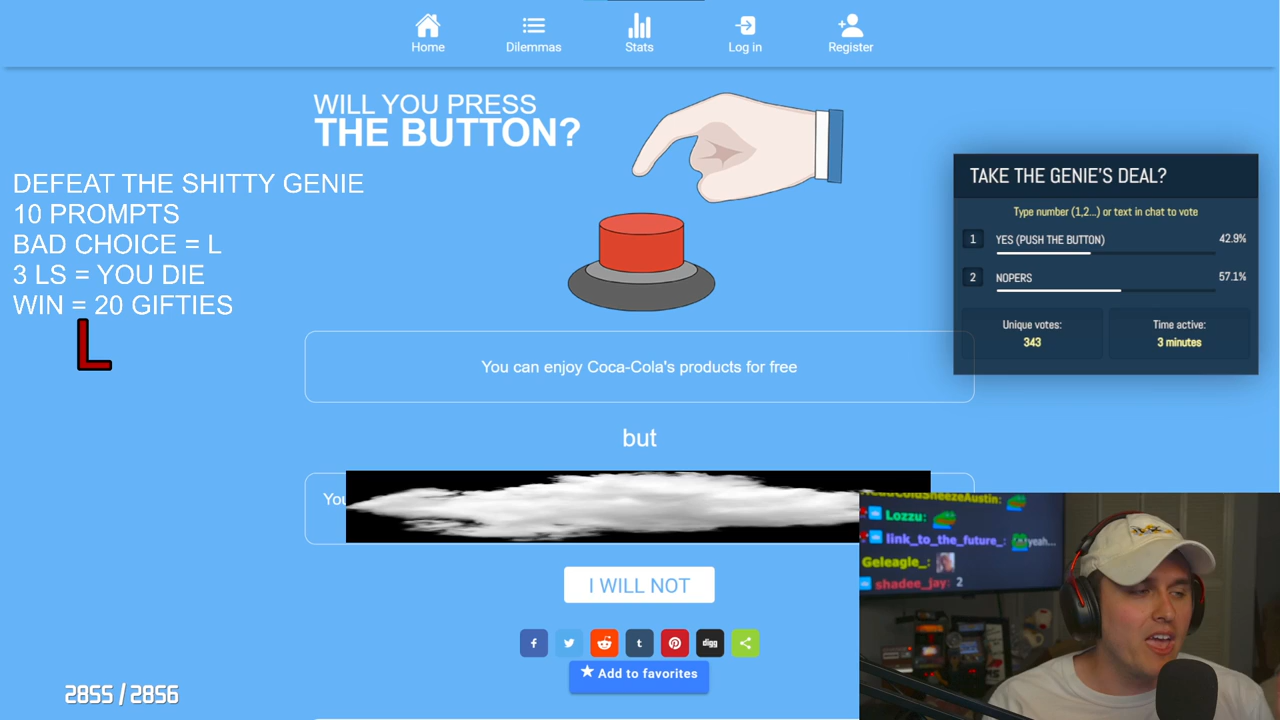 Home
Dilemmas
Stats
Log in
Register
WILL YOU PRESS
THE BUTTON?
DEFEAT THE SHITTY GENIE
10 PROMPTS
BAD CHOICE = L
3 LS = YOU DIE
WIN = 20 GIFTIES
L
TAKE THE GENIE'S DEAL?
Type number (1,2...) or text in chat to vote
1 YES (PUSH THE BUTTON) 42.9%
2 NOPERS 57.1%
Unique votes: Time active:
343 3 minutes
You can enjoy Coca-Cola's products for free
but
You
I WILL NOT
f t digg
Add to favorites
Lozzu:
link_to_the_future_: yeah...
Geleagle_:
shadee_jay: 2
2855 / 2856